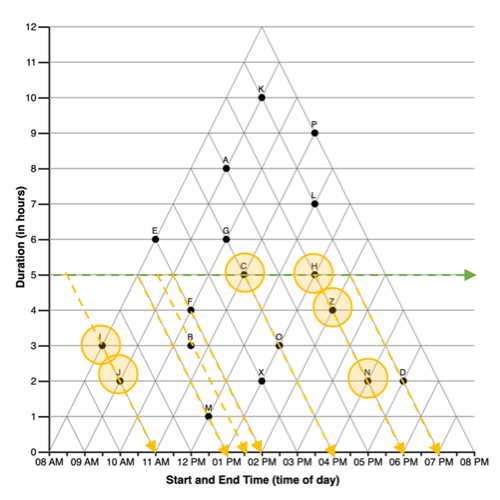 12
11
10
9
8
7
6
5
4
3
2
1
0
Duration (in hours)
K
P
A
L
E
G
C
H
F
Z
I
B
O
J
X
N
D
M
08 AM 09 AM 10 AM 11 AM 12 PM 01 PM 02 PM 03 PM 04 PM 05 PM 06 PM 07 PM 08 PM
Start and End Time (time of day)